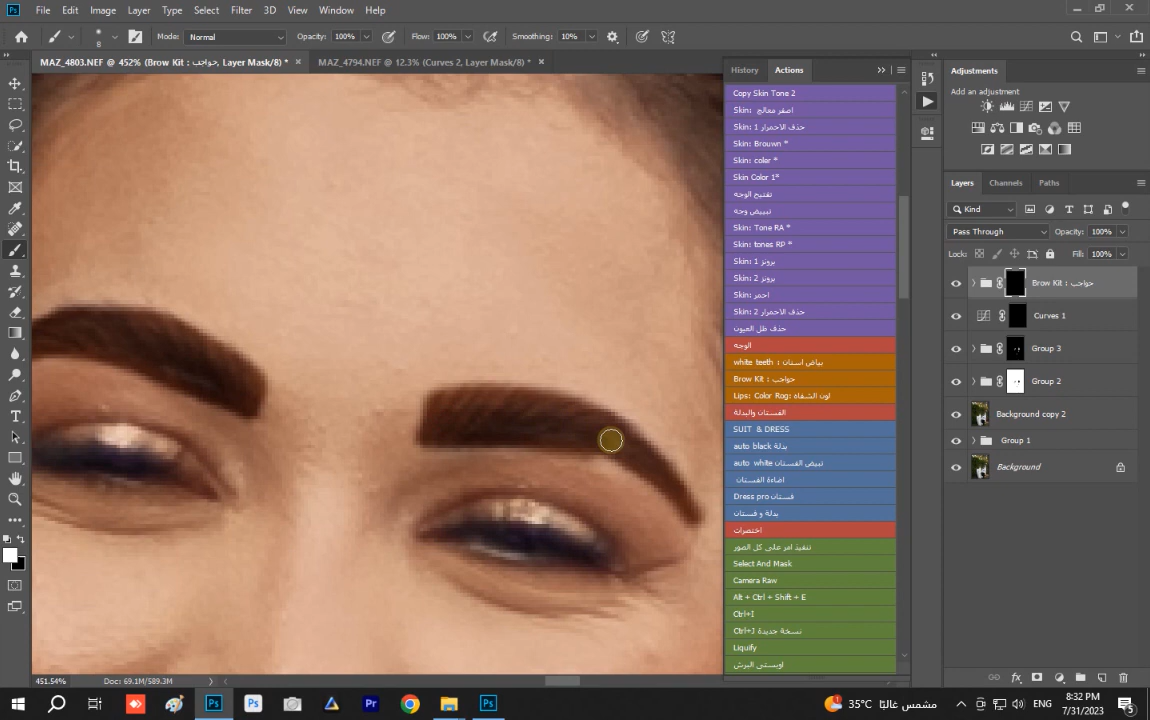 File Edit Image Layer Type Select Filter 3D View Window Help
8 Mode: Normal Opacity: 100% Flow: 100% Smoothing: 10%
MAZ_4803.NEF @ 452% (Brow Kit : حواجب, Layer Mask/8) * × MAZ_4794.NEF @ 12.3% (Curves 2, Layer Mask/8) * ×
History Actions
Copy Skin Tone 2
Skin: اصفر معالج
Skin: 1 حذف الاحمرار
Skin: Brouwn *
Skin: coler *
Skin Color 1*
تفتيح الوجه
تبييض وجه
Skin: Tone RA *
Skin: tones RP *
Skin: 1 برونز
Skin: 2 برونز
Skin: احمر
Skin: 2 حذف الاحمرار
حذف ظل العيون
الوجه
white teeth : بياض اسنان
Brow Kit : حواجب
Lips: Color Rog: لون الشفاة
الفستان والبدلة
SUIT & DRESS
auto black بدلة
auto white تبيض الفستان
اضاءة الفستان
Dress pro فستان
بدلة و فستان
اختصرات
تنفيذ امر على كل الصور
Select And Mask
Camera Raw
Alt + Ctrl + Shift + E
Ctrl+I
Ctrl+J نسخة جديدة
Liquify
اوبستي البرش
Adjustments
Add an adjustment
Layers Channels Paths
Kind
Pass Through Opacity: 100%
Lock: Fill: 100%
Brow Kit : حواجب
Curves 1
Group 3
Group 2
Background copy 2
Group 1
Background
451.54% Doc: 69.1M/589.3M
35°C مشمس غالبًا ENG 8:32 PM 7/31/2023 5